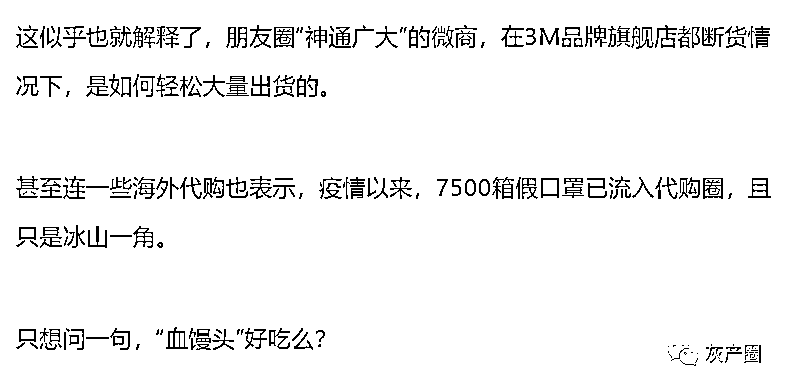 这似乎也就解释了，朋友圈“神通广大”的微商，在3M品牌旗舰店都断货情
况下，是如何轻松大量出货的。
甚至连一些海外代购也表示，疫情以来，7500箱假口罩已流入代购圈，且
只是冰山一角。
只想问一句，“血馒头”好吃么？
灰产圈